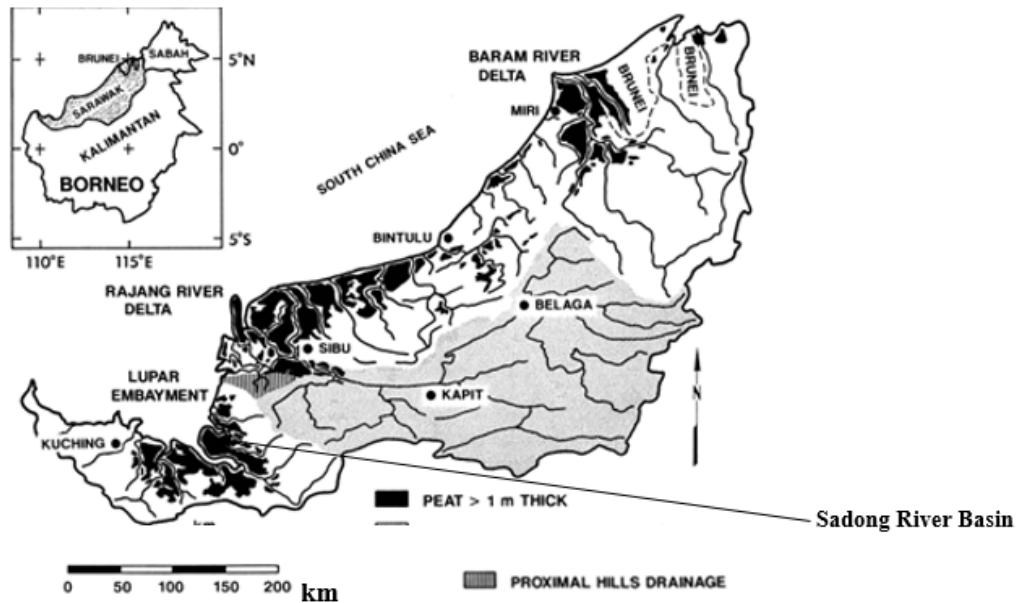 BRUNEI
SABAH
SARAWAK
KALIMANTAN
BORNEO
5°N
0°
5°S
110°E 115°E
BARAM RIVER
DELTA
MIRI
BRUNEI
BRUNEI
SOUTH CHINA SEA
BINTULU
RAJANG RIVER
DELTA
BELAGA
SIBU
LUPAR
EMBAYMENT
KAPIT
N
KUCHING
PEAT > 1 m THICK
Sadong River Basin
0 50 100 150 200 km
PROXIMAL HILLS DRAINAGE